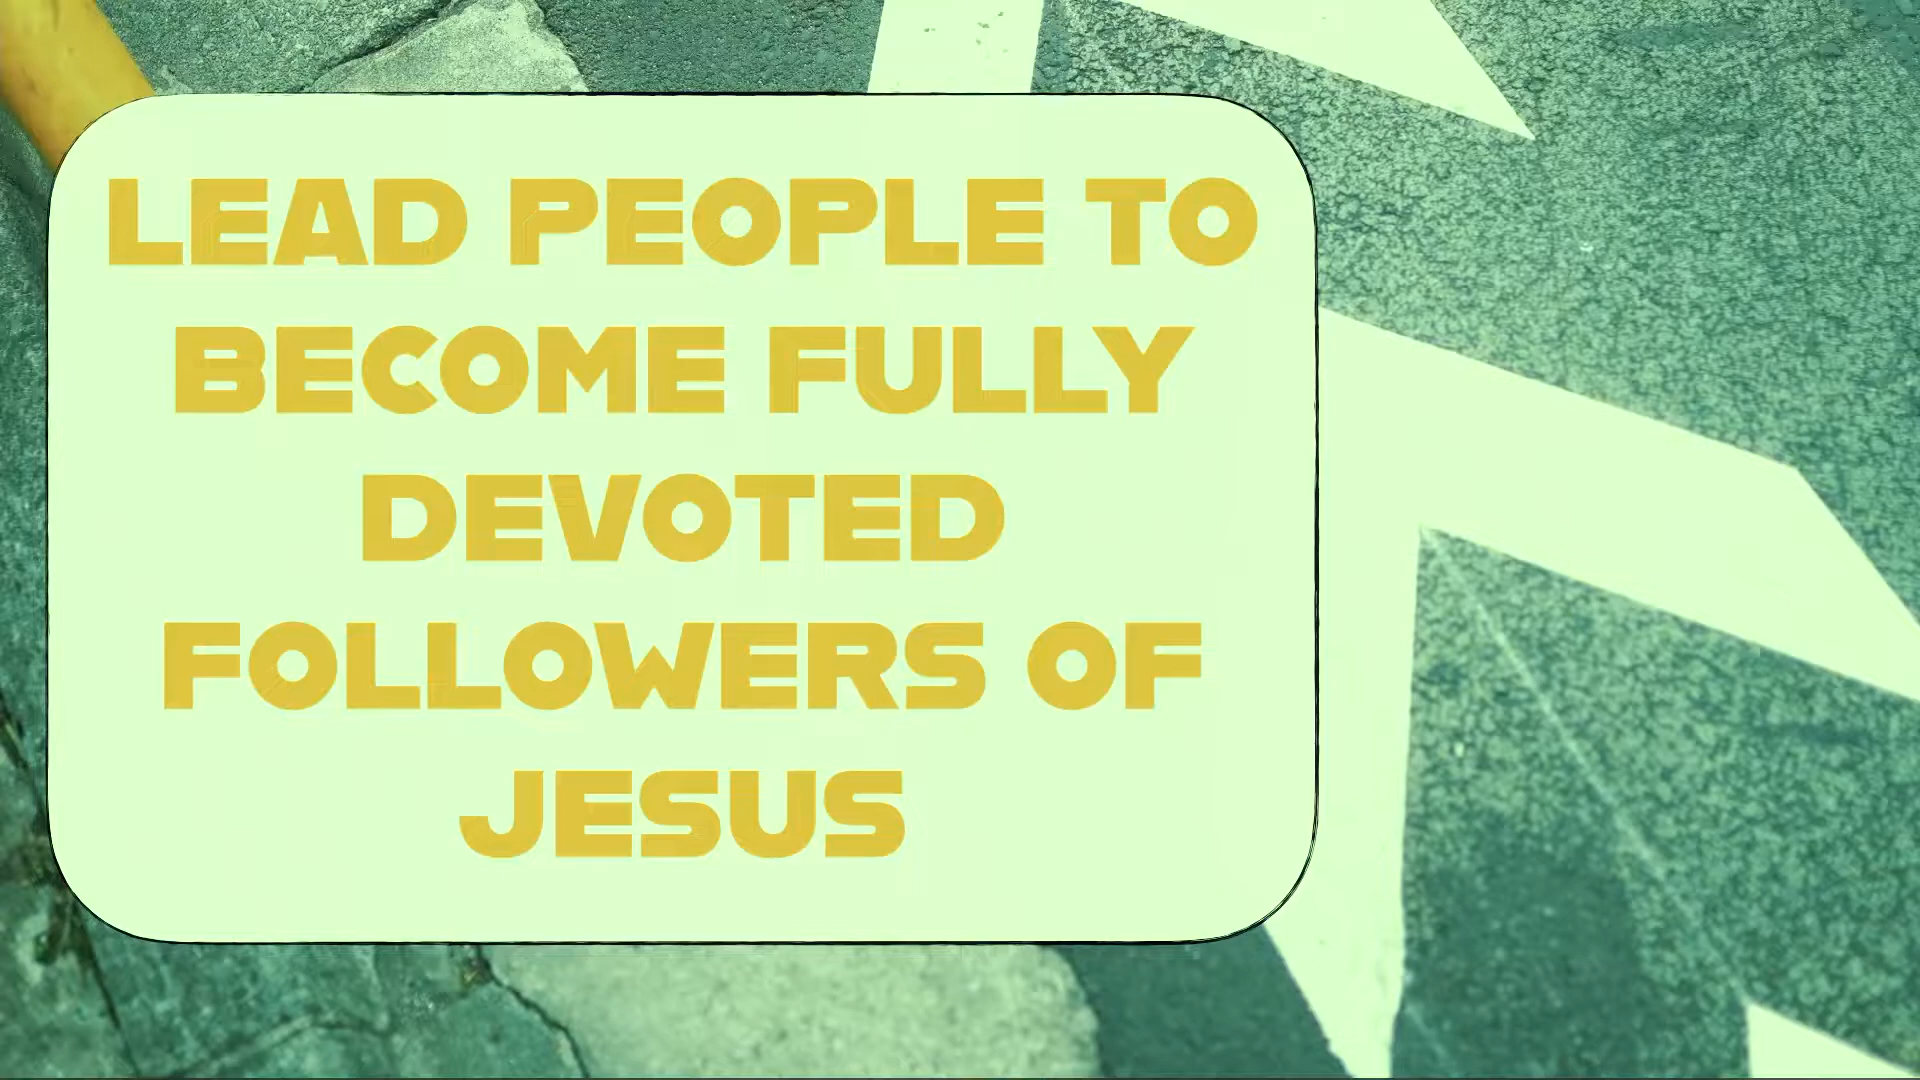 LEAD PEOPLE TO
BECOME FULLY
DEVOTED
FOLLOWERS OF
JESUS